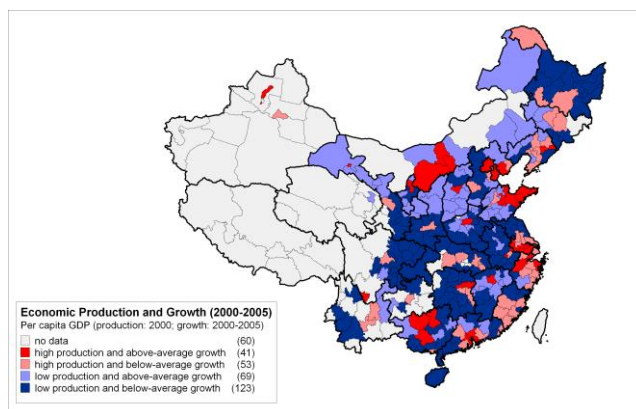 Economic Production and Growth (2000-2005)
Per capita GDP (production: 2000; growth: 2000-2005)
no data (60)
high production and above-average growth (41)
high production and below-average growth (53)
low production and above-average growth (69)
low production and below-average growth (123)